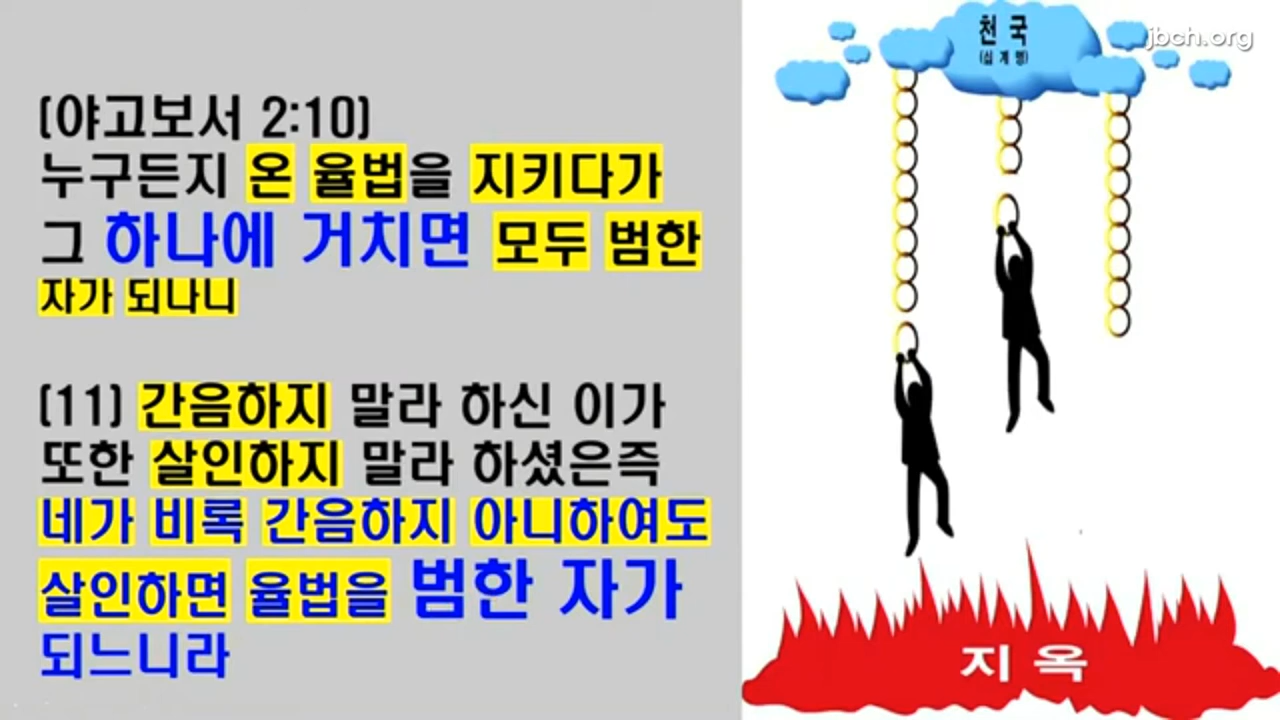 (야고보서 2:10)
누구든지 온 율법을 지키다가
그 하나에 거치면 모두 범한
자가 되나니
(11) 간음하지 말라 하신 이가
또한 살인하지 말라 하셨은즉
네가 비록 간음하지 아니하여도
살인하면 율법을 범한 자가
되느니라
천국
(십계명)
jbch.org
지옥